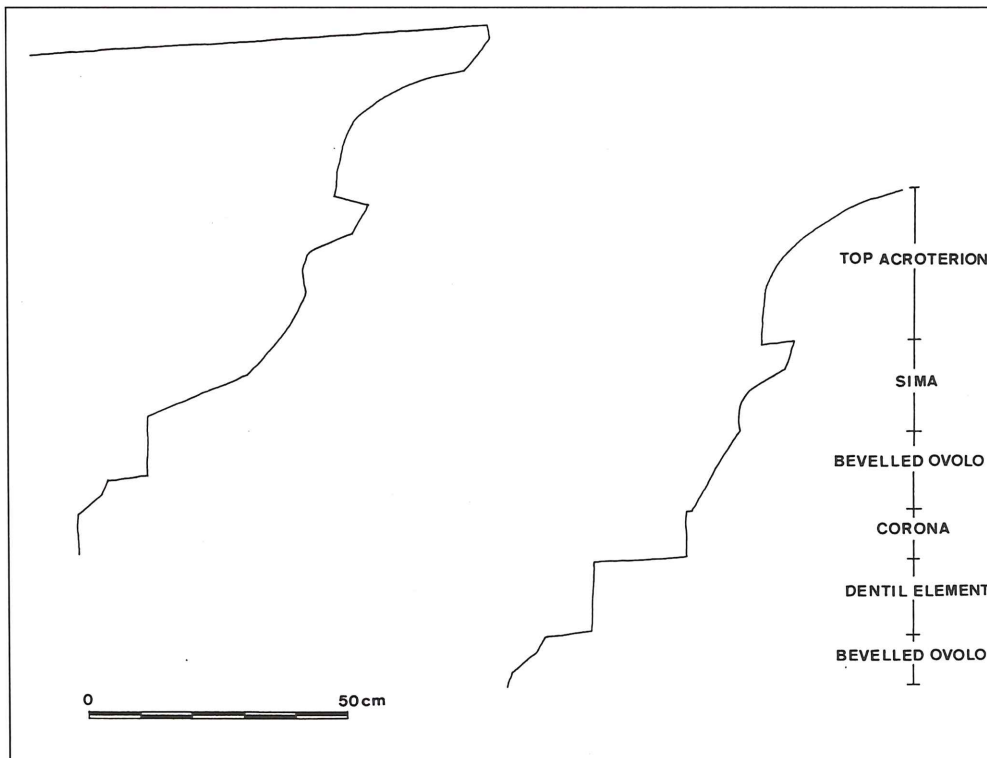 TOP ACROTERION
SIMA
BEVELLED OVOLO
CORONA
DENTIL ELEMENT
BEVELLED OVOLO
0 50cm